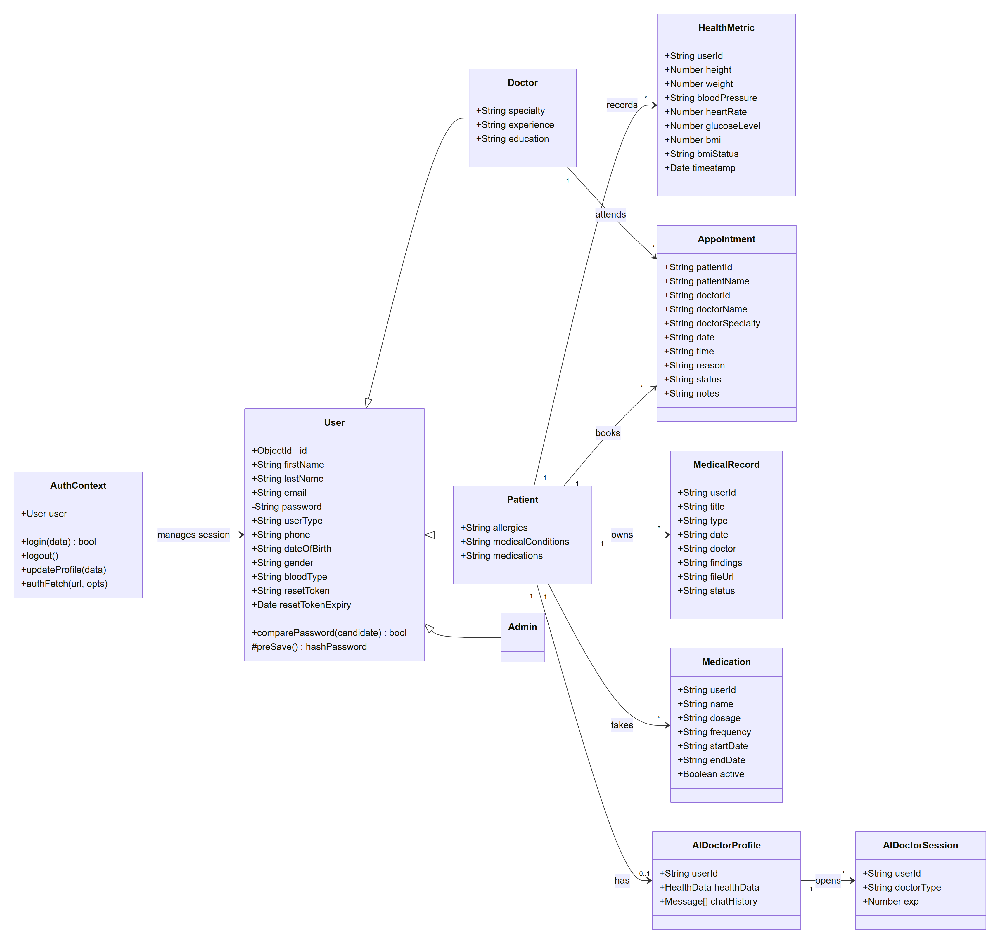 HealthMetric
+String userId
+Number height
+Number weight
+String bloodPressure
+Number heartRate
+Number glucoseLevel
+Number bmi
+String bmiStatus
+Date timestamp
Doctor
+String specialty
+String experience
+String education
records
*
1
attends
*
Appointment
+String patientId
+String patientName
+String doctorId
+String doctorName
+String doctorSpecialty
+String date
+String time
+String reason
+String status
+String notes
*
books
1
1
User
+ObjectId _id
+String firstName
+String lastName
+String email
-String password
+String userType
+String phone
+String dateOfBirth
+String gender
+String bloodType
+String resetToken
+Date resetTokenExpiry
+comparePassword(candidate) : bool
#preSave() : hashPassword
AuthContext
+User user
+login(data) : bool
+logout()
+updateProfile(data)
+authFetch(url, opts)
manages session
Patient
+String allergies
+String medicalConditions
+String medications
1
owns
*
MedicalRecord
+String userId
+String title
+String type
+String date
+String doctor
+String findings
+String fileUrl
+String status
1
1
Admin
takes
*
Medication
+String userId
+String name
+String dosage
+String frequency
+String startDate
+String endDate
+Boolean active
has
0..1
AIDoctorProfile
+String userId
+HealthData healthData
+Message[] chatHistory
1
opens
*
AIDoctorSession
+String userId
+String doctorType
+Number exp